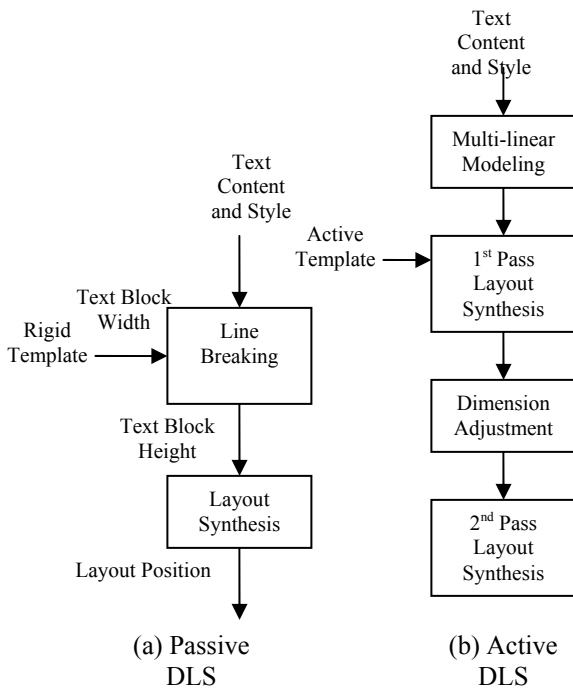 Text
Content
and Style
Text Block
Width
Rigid
Template
Line
Breaking
Text Block
Height
Layout
Synthesis
Layout Position
(a) Passive
DLS
Text
Content
and Style
Multi-linear
Modeling
Active
Template
1st Pass
Layout
Synthesis
Dimension
Adjustment
2nd Pass
Layout
Synthesis
(b) Active
DLS